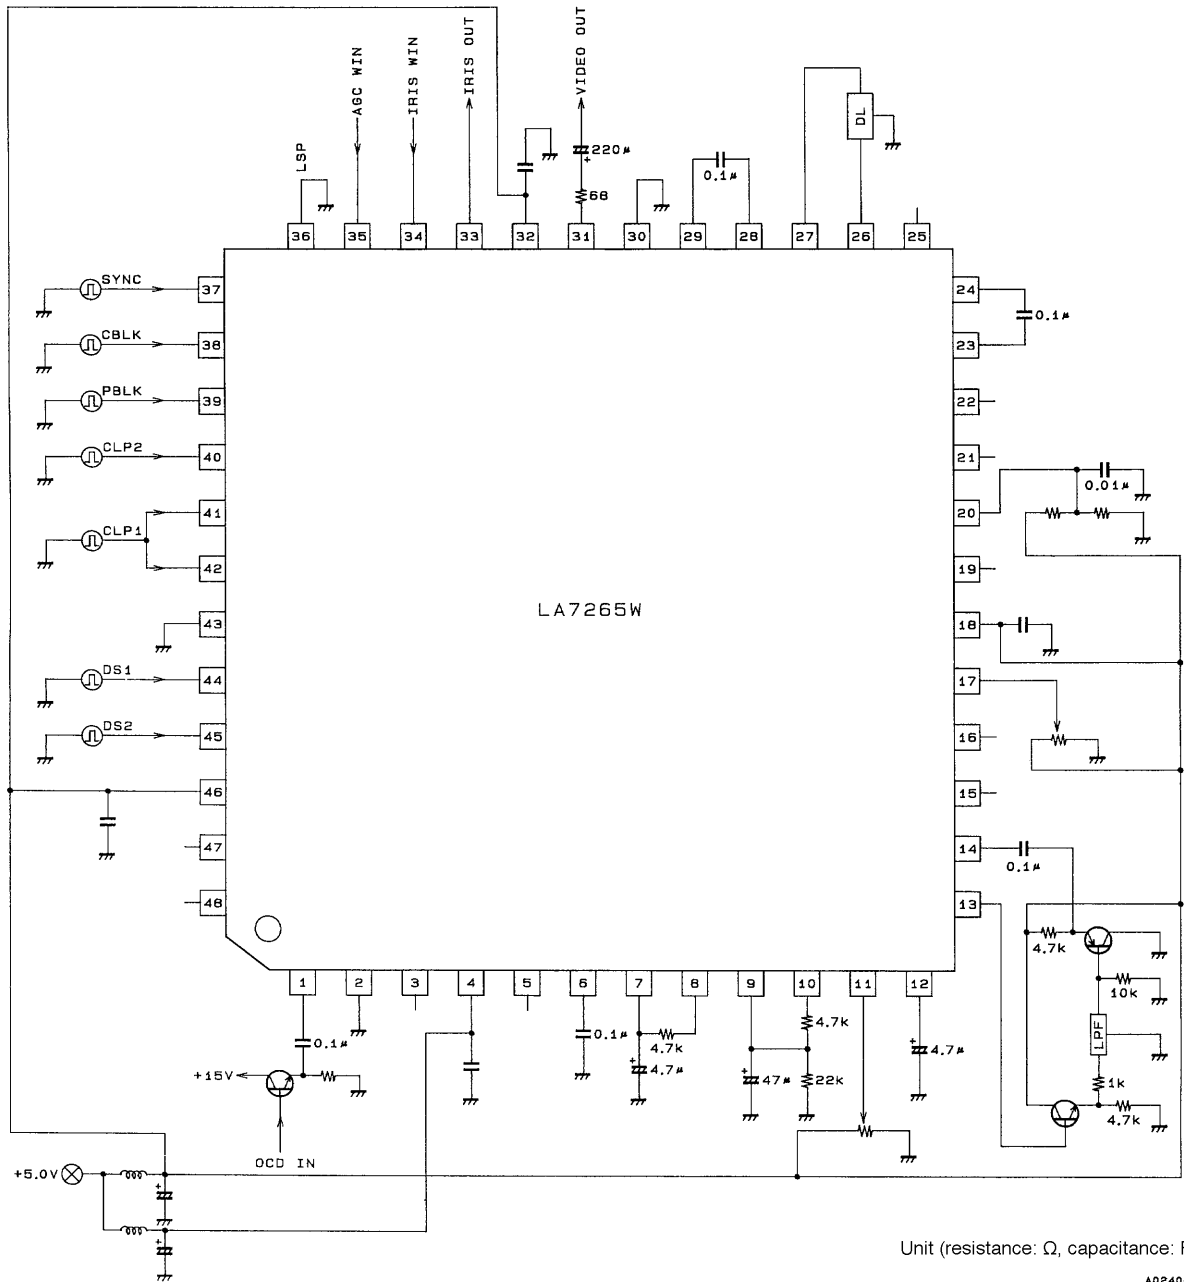 AGC WIN
IRIS WIN
IRIS OUT
VIDEO OUT
LSP
220μ
+
68
0.1μ
DL
36
35
34
33
32
31
30
29
28
27
26
25
SYNC
37
24
0.1μ
CBLK
38
23
PBLK
39
22
CLP2
40
21
0.01μ
41
20
CLP1
42
19
LA7265W
43
18
DS1
44
17
DS2
45
16
46
15
47
14
0.1μ
48
13
4.7k
10k
LPF
1k
4.7k
1
2
3
4
5
6
7
8
9
10
11
12
0.1μ
+15V
OCD IN
0.1μ
4.7k
+
4.7μ
4.7k
+
47μ
22k
+
4.7μ
+5.0V
+
+
Unit (resistance: Ω, capacitance: F
A0240